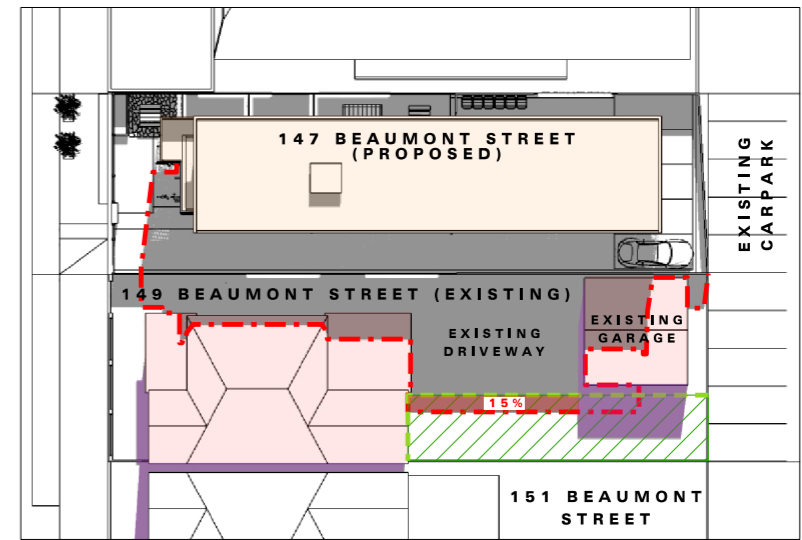 147 BEAUMONT STREET
(PROPOSED)
EXISTING
CARPARK
149 BEAUMONT STREET (EXISTING)
EXISTING
DRIVEWAY
EXISTING
GARAGE
15%
151 BEAUMONT
STREET